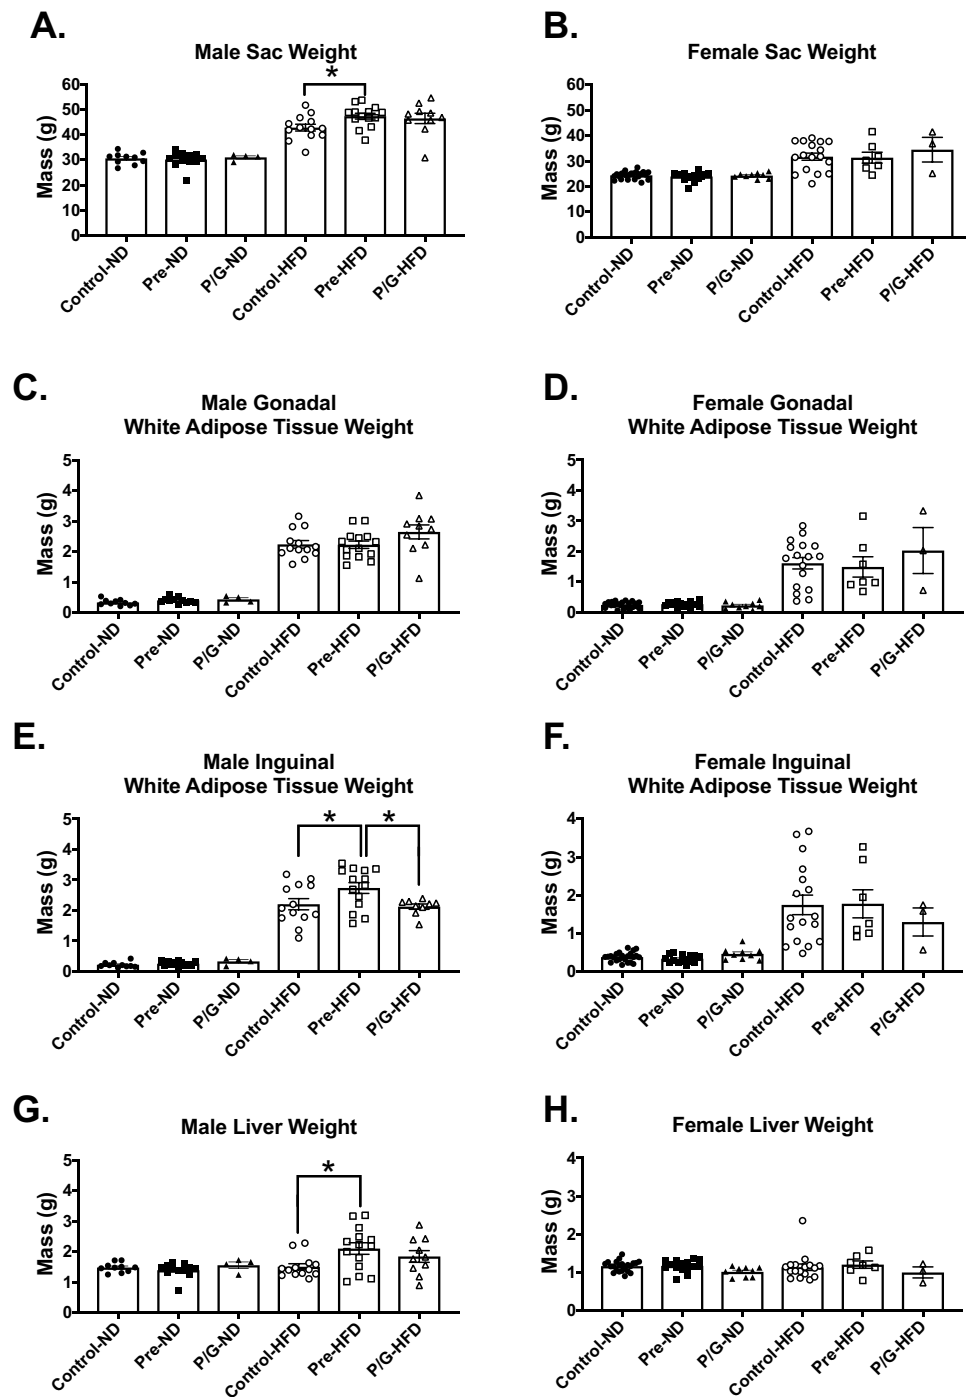 A.
Male Sac Weight
*
Mass (g)
60
50
40
30
20
10
0
Control-ND
Pre-ND
P/G-ND
Control-HFD
Pre-HFD
P/G-HFD
B.
Female Sac Weight
Mass (g)
60
50
40
30
20
10
0
Control-ND
Pre-ND
P/G-ND
Control-HFD
Pre-HFD
P/G-HFD
C.
Male Gonadal
White Adipose Tissue Weight
Mass (g)
5
4
3
2
1
0
Control-ND
Pre-ND
P/G-ND
Control-HFD
Pre-HFD
P/G-HFD
D.
Female Gonadal
White Adipose Tissue Weight
Mass (g)
5
4
3
2
1
0
Control-ND
Pre-ND
P/G-ND
Control-HFD
Pre-HFD
P/G-HFD
E.
Male Inguinal
White Adipose Tissue Weight
* *
Mass (g)
5
4
3
2
1
0
Control-ND
Pre-ND
P/G-ND
Control-HFD
Pre-HFD
P/G-HFD
F.
Female Inguinal
White Adipose Tissue Weight
Mass (g)
4
3
2
1
0
Control-ND
Pre-ND
P/G-ND
Control-HFD
Pre-HFD
P/G-HFD
G.
Male Liver Weight
*
Mass (g)
5
4
3
2
1
0
Control-ND
Pre-ND
P/G-ND
Control-HFD
Pre-HFD
P/G-HFD
H.
Female Liver Weight
Mass (g)
4
3
2
1
0
Control-ND
Pre-ND
P/G-ND
Control-HFD
Pre-HFD
P/G-HFD